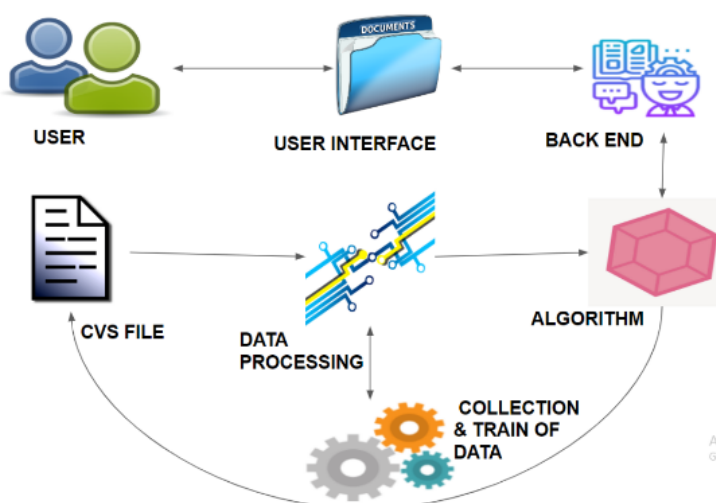 DOCUMENTS
USER
USER INTERFACE
BACK END
CVS FILE
DATA
PROCESSING
ALGORITHM
COLLECTION
& TRAIN OF
DATA